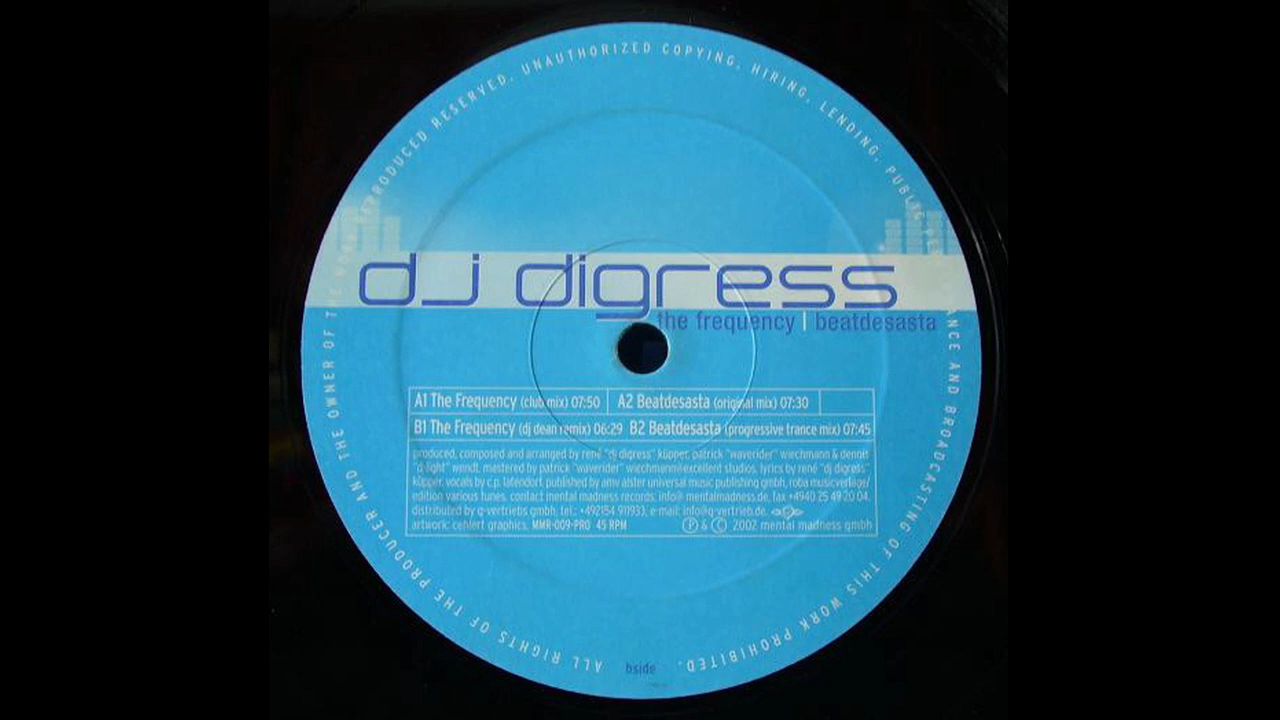 ALL RIGHTS OF THE PRODUCER AND THE OWNER OF THE WORK REPRODUCED RESERVED. UNAUTHORIZED COPYING, HIRING, LENDING, PUBLIC PERFORMANCE AND BROADCASTING OF THIS WORK PROHIBITED.
dj digress
the frequency | beatdesasta
A1 The Frequency (club mix) 07:50 A2 Beatdesasta (original mix) 07:30
B1 The Frequency (dj dean remix) 06:29 B2 Beatdesasta (progressive trance mix) 07:45
produced, composed and arranged by rené "dj digress" küpper, patrick "waverider" wiechmann & dennis
"d-light" wendt, mastered by patrick "waverider" wiechmann@excellent studios, lyrics by rené "dj digress"
küpper, vocals by c.p. latendorf. published by amv alster universal music publishing gmbh, roba musicverlage/
edition various tunes. contact mental madness records: info@mentalmadness.de, fax +4940 25 49 20 04.
distributed by q-vertriebs gmbh, tel.: +492154 911933, e-mail: info@q-vertrieb.de.
artwork: cehlert graphics. MMR-009-PRO 45 RPM Ⓟ & Ⓒ 2002 mental madness gmbh
bside